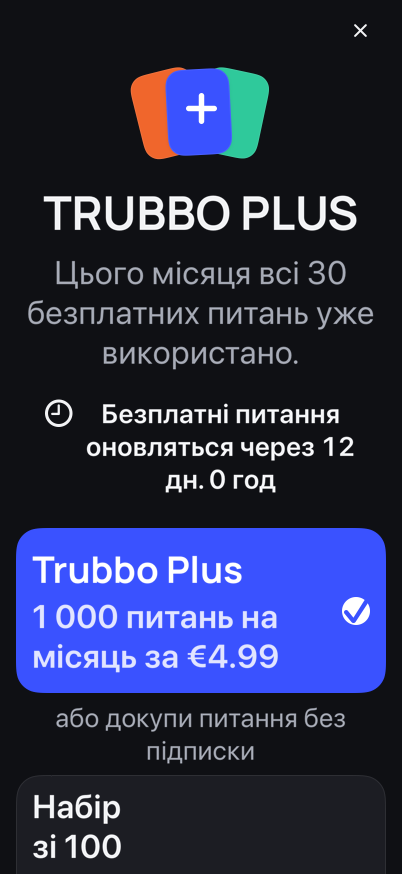 TRUBBO PLUS
Цього місяця всі 30
безплатних питань уже
використано.
Безплатні питання
оновляться через 12
дн. 0 год
Trubbo Plus
1 000 питань на
місяць за €4.99
або докупи питання без
підписки
Набір
зі 100